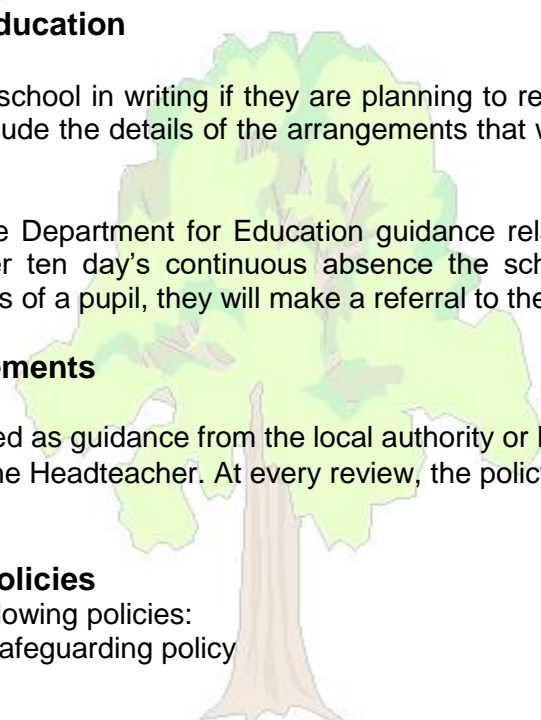 ducation
school in writing if they are planning to re
ude the details of the arrangements that w
e Department for Education guidance rel
er ten day's continuous absence the sch
s of a pupil, they will make a referral to the
ements
ed as guidance from the local authority or
ne Headteacher. At every review, the polic
olicies
lowing policies:
afeguarding policy